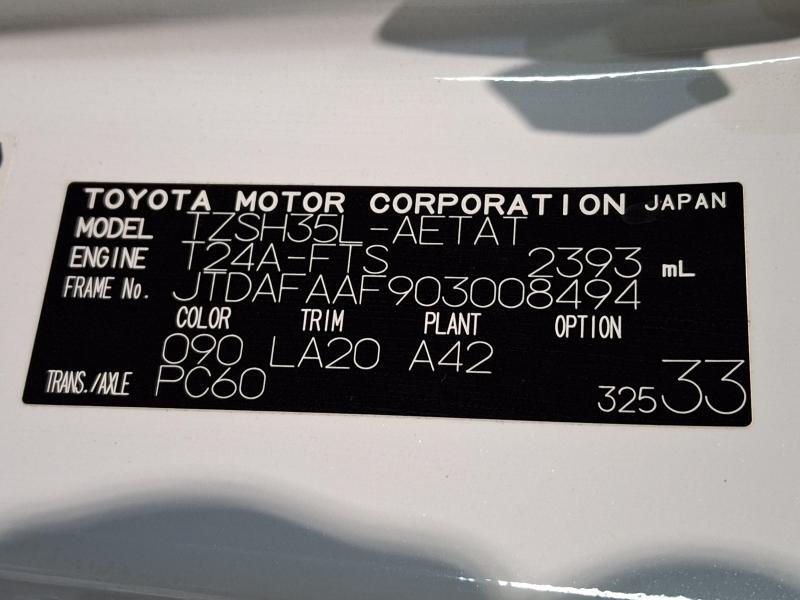 TOYOTA MOTOR CORPORATION JAPAN
MODEL TZSH35L-AETAT
ENGINE T24A-FTS 2393 mL
FRAME No. JTDAFAAF903008494
COLOR TRIM PLANT OPTION
090 LA20 A42
TRANS./AXLE PC60 325 33